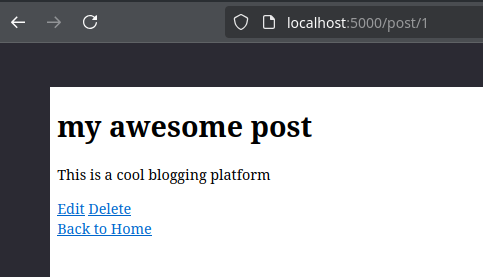 localhost:5000/post/1
my awesome post
This is a cool blogging platform
Edit Delete
Back to Home